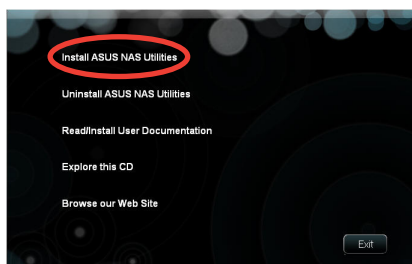 Install ASUS NAS Utilities
Uninstall ASUS NAS Utilities
Read/Install User Documentation
Explore this CD
Browse our Web Site
Exit